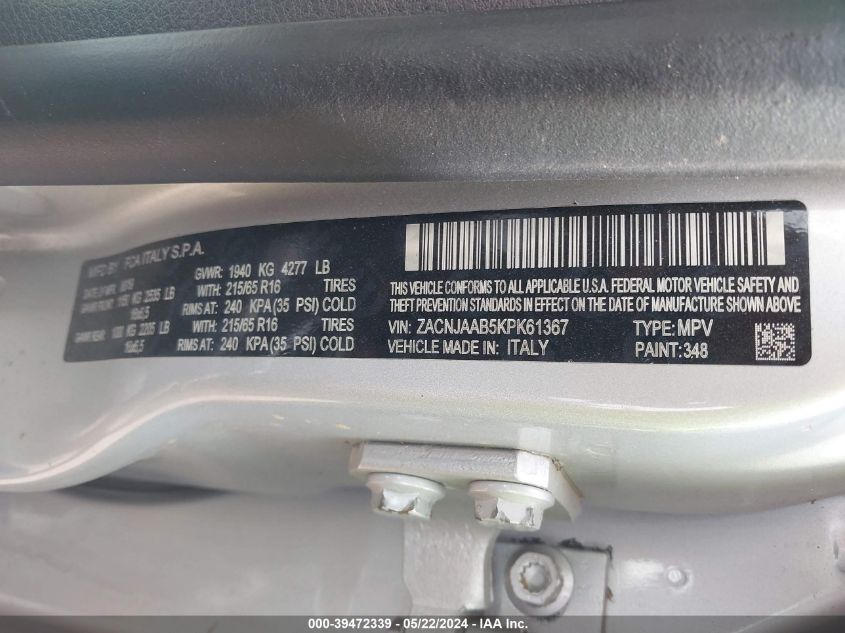 MFD BY FCA ITALY S.P.A.
GVWR: 1940 KG 4277 LB
WITH: 215/65 R16 TIRES
RIMS AT: 240 KPA(35 PSI) COLD
KG 2205 LB WITH: 215/65 R16 TIRES
RIMS AT: 240 KPA(35 PSI) COLD
THIS VEHICLE CONFORMS TO ALL APPLICABLE U.S.A. FEDERAL MOTOR VEHICLE SAFETY AND
THEFT PREVENTION STANDARDS IN EFFECT ON THE DATE OF MANUFACTURE SHOWN ABOVE
VIN: ZACNJAAB5KPK61367 TYPE: MPV
VEHICLE MADE IN: ITALY PAINT: 348
000-39472339 - 05/22/2024 - IAA Inc.